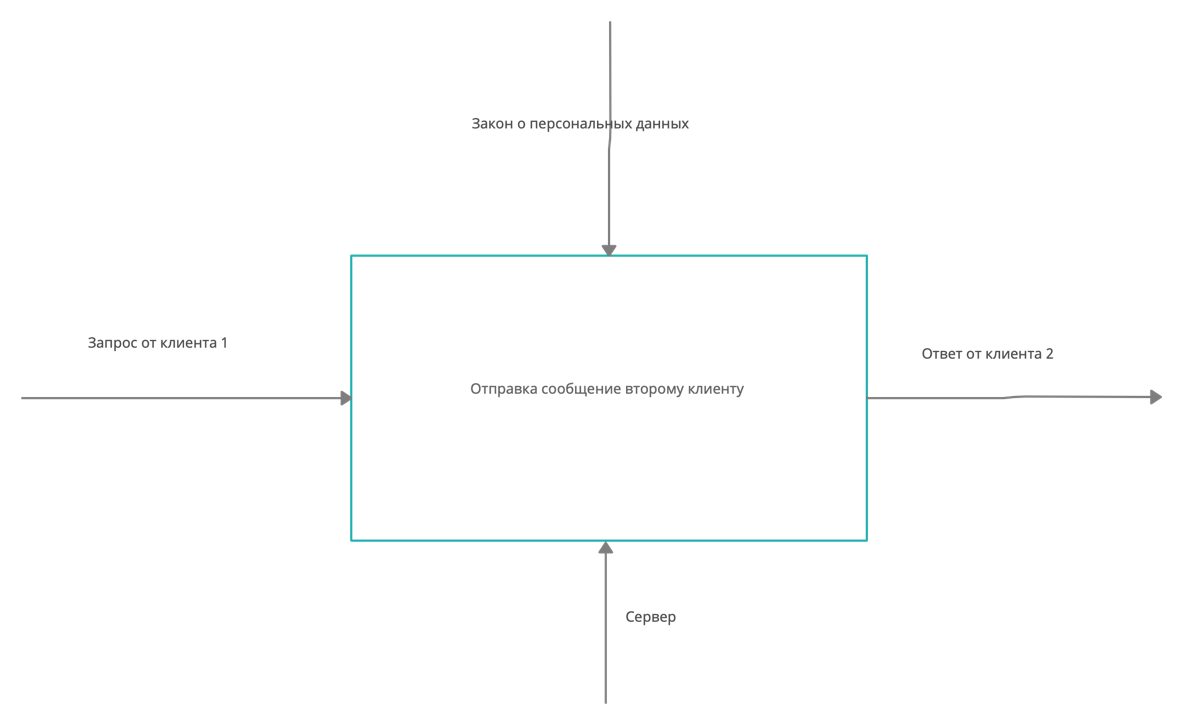 Закон о персональных данных
Запрос от клиента 1
Ответ от клиента 2
Отправка сообщение второму клиенту
Сервер